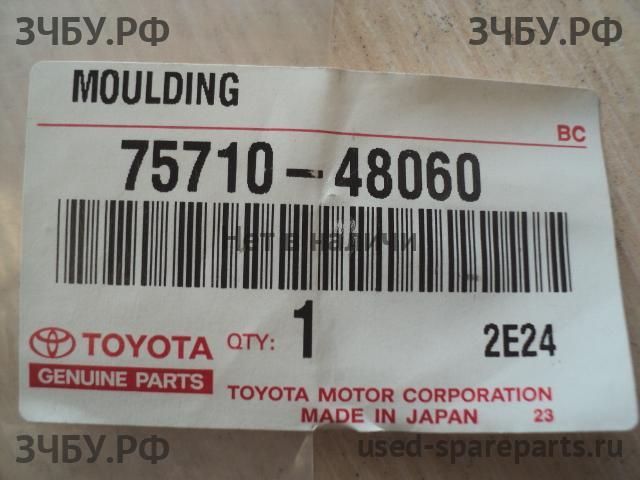 ЗЧБУ.РФ ЗЧБУ.РФ
MOULDING
BC
75710-48060
Нет в наличи
TOYOTA QTY: 1 2E24
GENUINE PARTS
TOYOTA MOTOR CORPORATION
MADE IN JAPAN 23
ЗЧБУ.РФ used-spareparts.ru